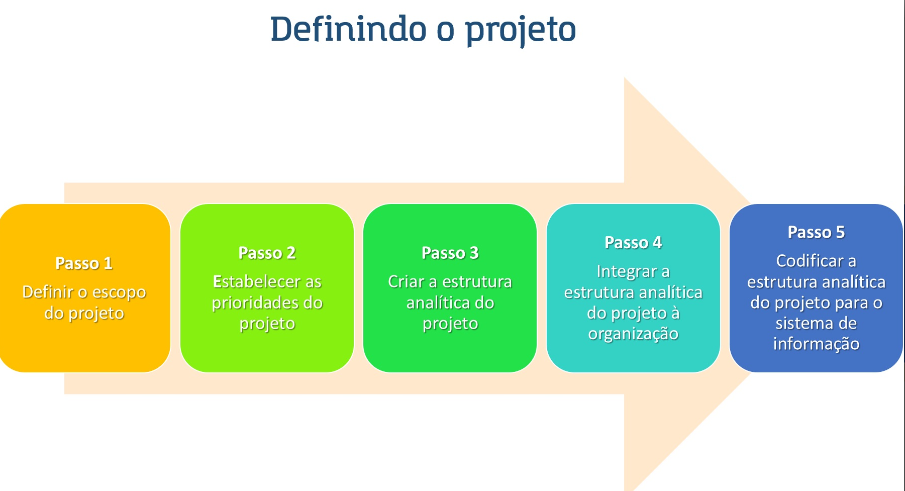 Definindo o projeto
Passo 1
Definir o escopo
do projeto
Passo 2
Estabelecer as
prioridades do
projeto
Passo 3
Criar a estrutura
analítica do
projeto
Passo 4
Integrar a
estrutura analítica
do projeto à
organização
Passo 5
Codificar a
estrutura analítica
do projeto para o
sistema de
informação